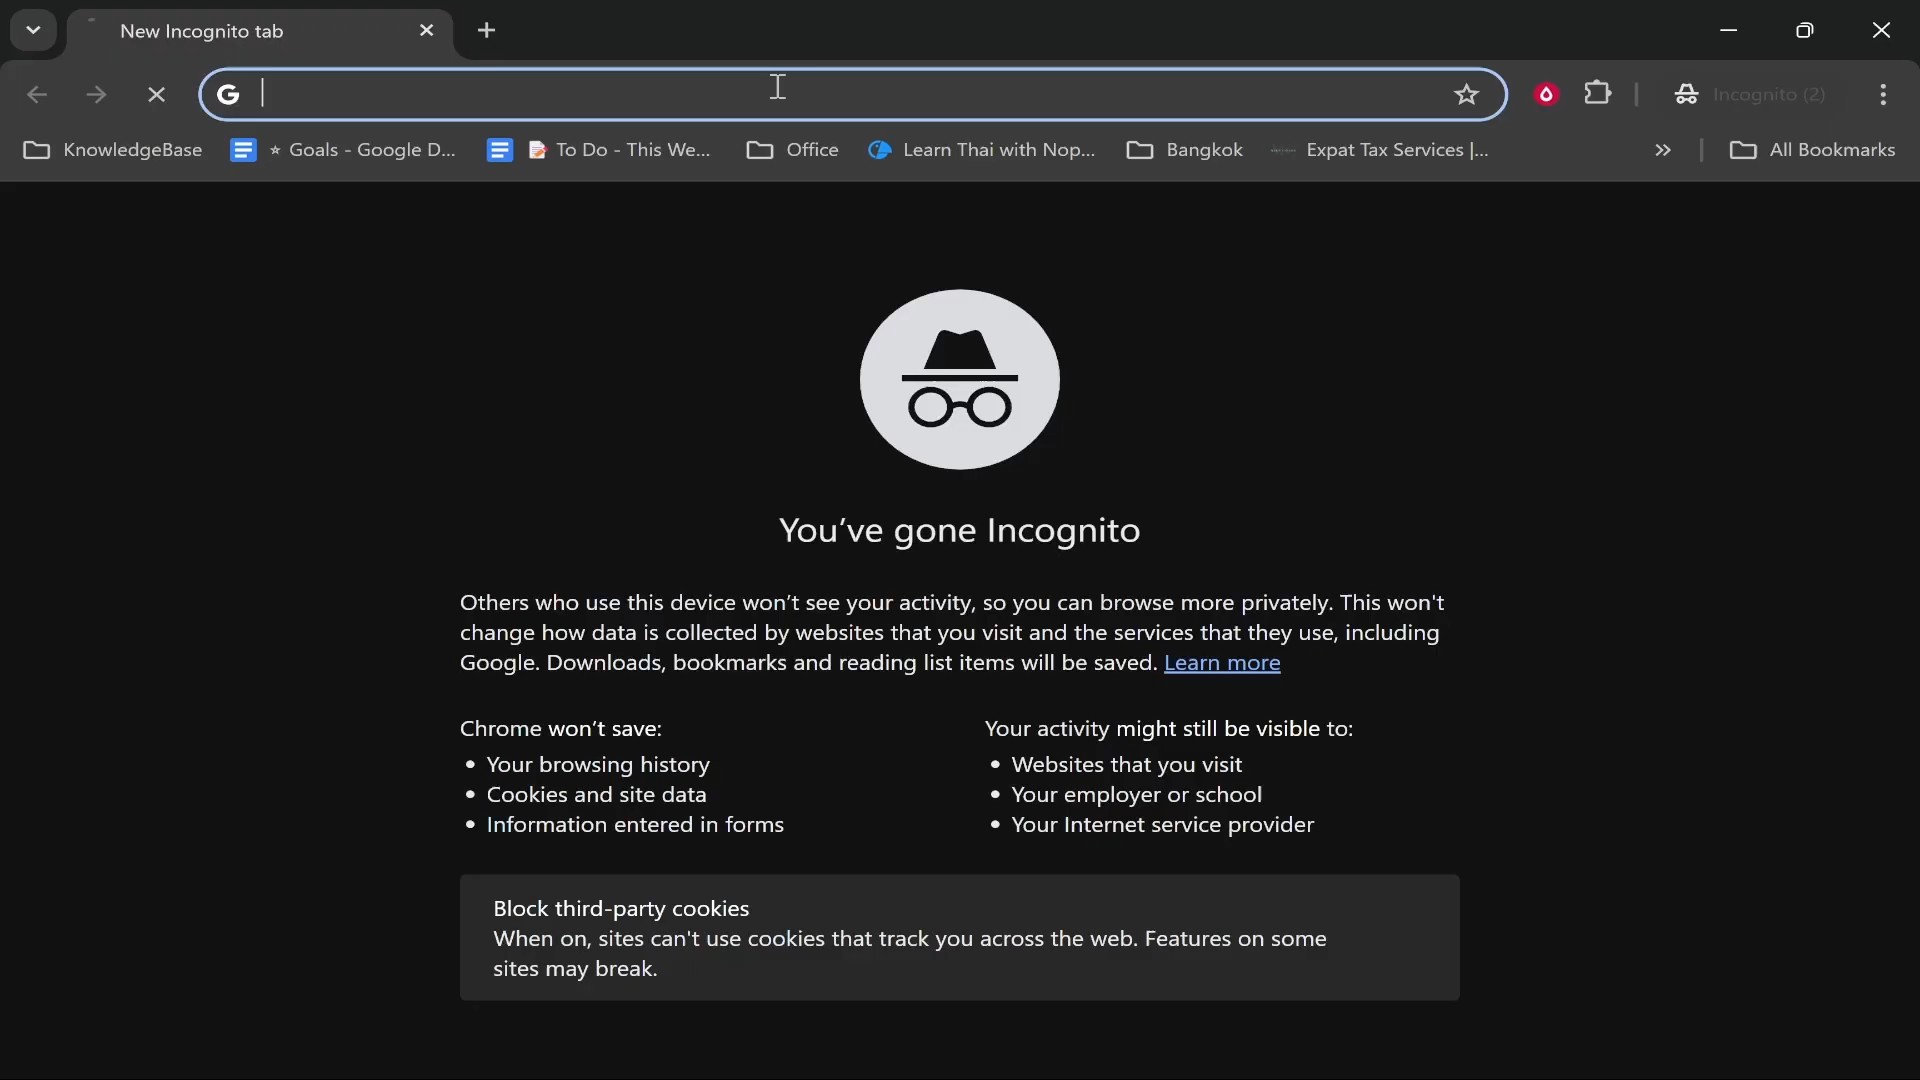 New Incognito tab
Incognito (2)
KnowledgeBase
⭐ Goals - Google D...
To Do - This We...
Office
Learn Thai with Nop...
Bangkok
Expat Tax Services |...
All Bookmarks
You've gone Incognito
Others who use this device won't see your activity, so you can browse more privately. This won't
change how data is collected by websites that you visit and the services that they use, including
Google. Downloads, bookmarks and reading list items will be saved. Learn more
Chrome won't save:
• Your browsing history
• Cookies and site data
• Information entered in forms
Your activity might still be visible to:
• Websites that you visit
• Your employer or school
• Your Internet service provider
Block third-party cookies
When on, sites can't use cookies that track you across the web. Features on some
sites may break.